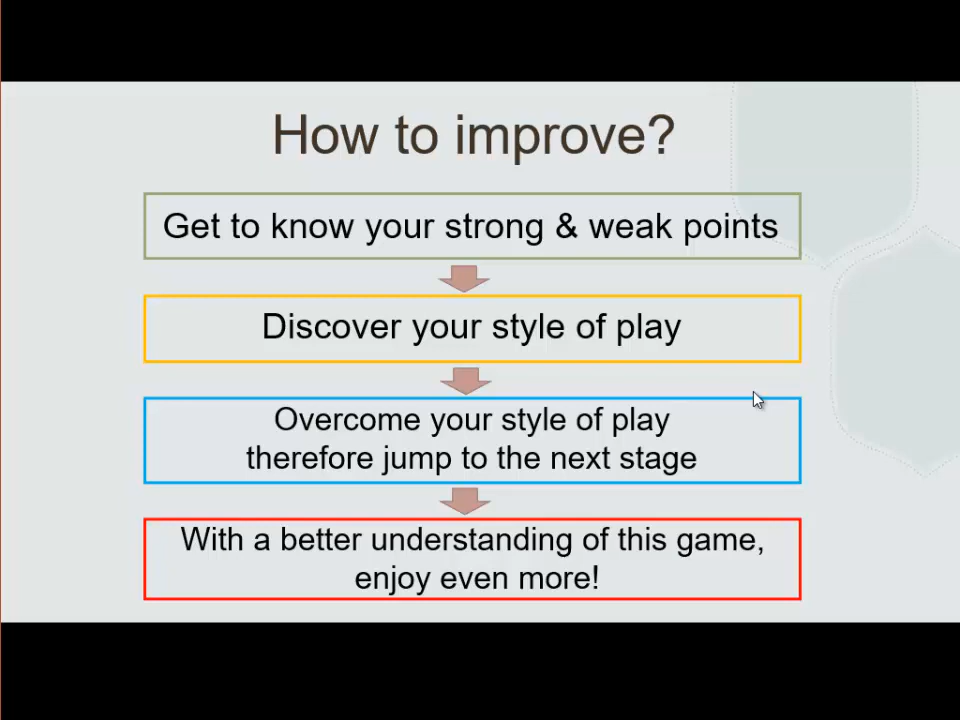 How to improve?
Get to know your strong & weak points
Discover your style of play
Overcome your style of play
therefore jump to the next stage
With a better understanding of this game,
enjoy even more!